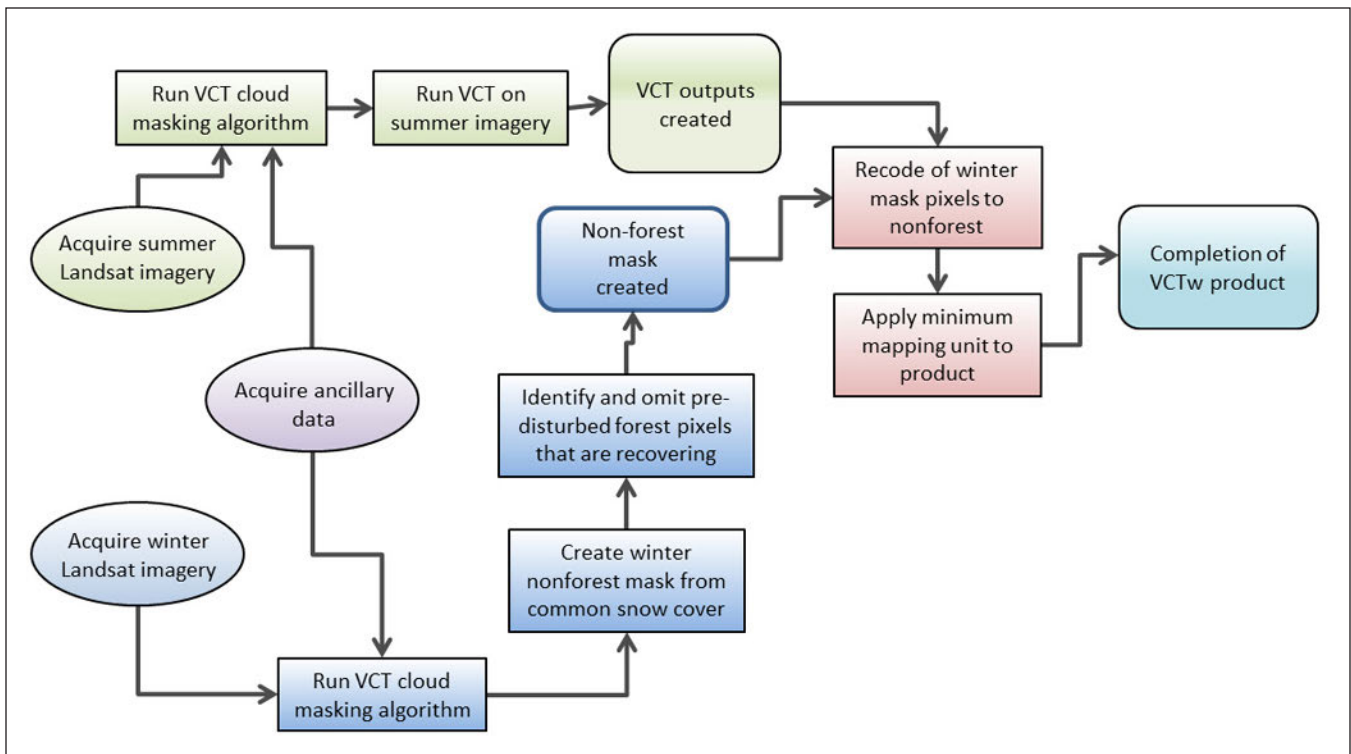 Run VCT cloud
masking algorithm
Run VCT on
summer imagery
VCT outputs
created
Acquire summer
Landsat imagery
Recode of winter
mask pixels to
nonforest
Non-forest
mask
created
Completion of
VCTw product
Apply minimum
mapping unit to
product
Acquire ancillary
data
Identify and omit pre-
disturbed forest pixels
that are recovering
Acquire winter
Landsat imagery
Create winter
nonforest mask from
common snow cover
Run VCT cloud
masking algorithm